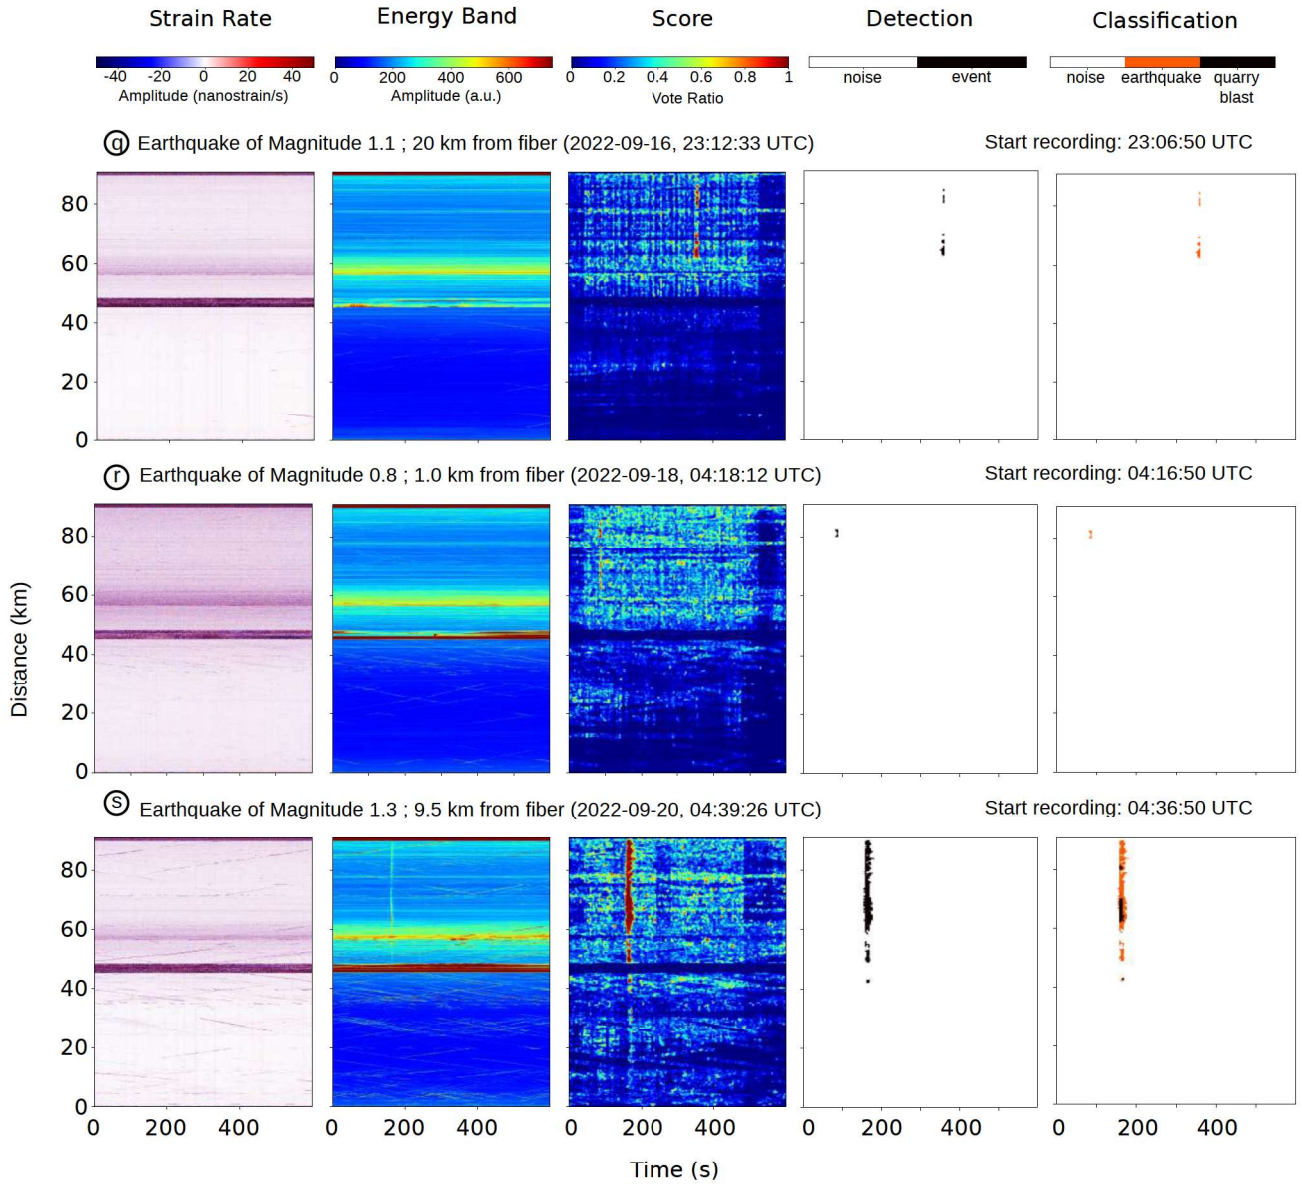 Strain Rate Energy Band Score Detection Classification
-40 -20 0 20 40 0 200 400 600 0 0.2 0.4 0.6 0.8 1 noise event noise earthquake quarry blast
Amplitude (nanostrain/s) Amplitude (a.u.) Vote Ratio
q Earthquake of Magnitude 1.1 ; 20 km from fiber (2022-09-16, 23:12:33 UTC) Start recording: 23:06:50 UTC
80
60
40
20
0
r Earthquake of Magnitude 0.8 ; 1.0 km from fiber (2022-09-18, 04:18:12 UTC) Start recording: 04:16:50 UTC
80
60
40
20
0
Distance (km)
s Earthquake of Magnitude 1.3 ; 9.5 km from fiber (2022-09-20, 04:39:26 UTC) Start recording: 04:36:50 UTC
80
60
40
20
0
0 200 400 0 200 400 0 200 400 0 200 400 0 200 400
Time (s)